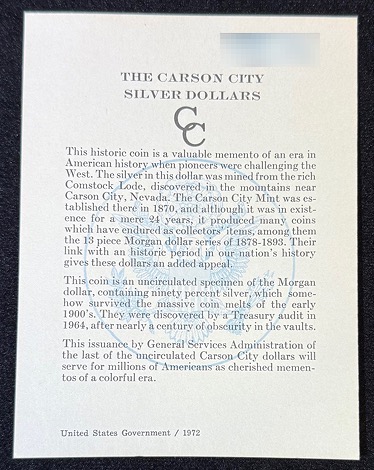 THE CARSON CITY
SILVER DOLLARS
CC
This historic coin is a valuable memento of an era in
American history when pioneers were challenging the
West. The silver in this dollar was mined from the rich
Comstock Lode, discovered in the mountains near
Carson City, Nevada. The Carson City Mint was es-
tablished there in 1870, and although it was in exist-
ence for a mere 24 years, it produced many coins
which have endured as collectors' items, among them
the 13 piece Morgan dollar series of 1878-1893. Their
link with an historic period in our nation's history
gives these dollars an added appeal.
This coin is an uncirculated specimen of the Morgan
dollar, containing ninety percent silver, which some-
how survived the massive coin melts of the early
1900's. They were discovered by a Treasury audit in
1964, after nearly a century of obscurity in the vaults.
This issuance by General Services Administration of
the last of the uncirculated Carson City dollars will
serve for millions of Americans as cherished memen-
tos of a colorful era.
United States Government / 1972